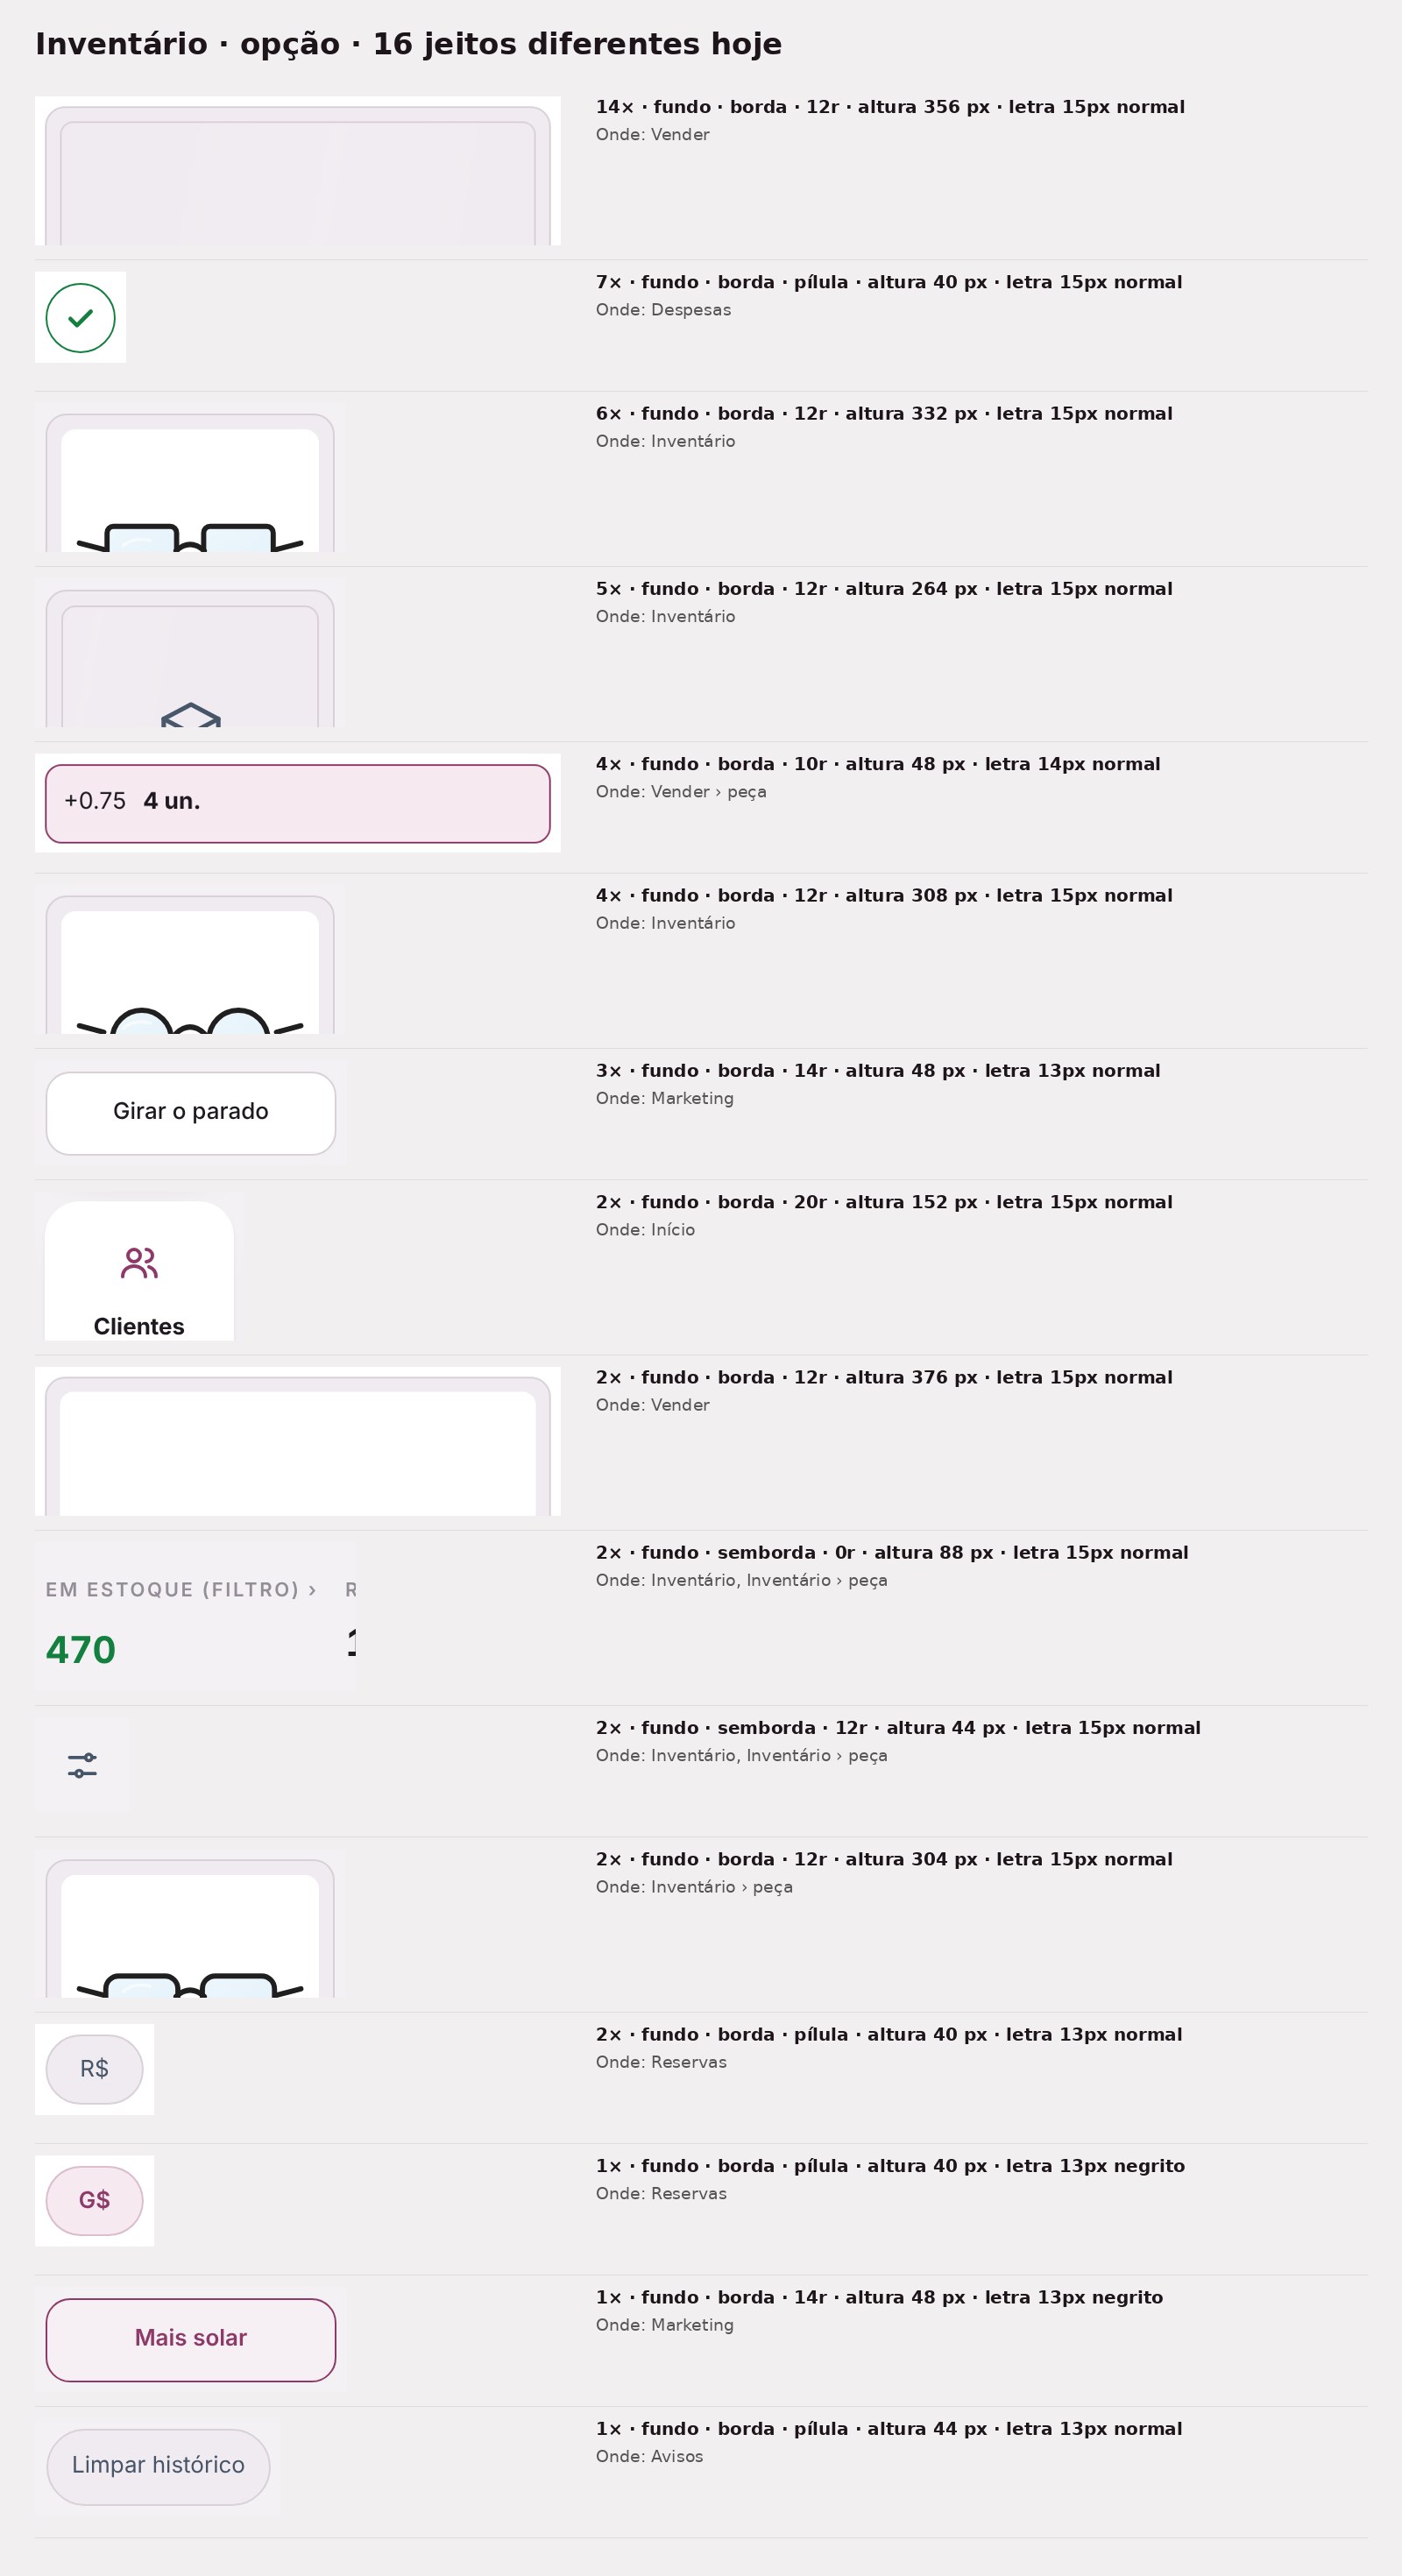 Inventário · opção · 16 jeitos diferentes hoje
14× · fundo · borda · 12r · altura 356 px · letra 15px normal
Onde: Vender
7× · fundo · borda · pílula · altura 40 px · letra 15px normal
Onde: Despesas
6× · fundo · borda · 12r · altura 332 px · letra 15px normal
Onde: Inventário
5× · fundo · borda · 12r · altura 264 px · letra 15px normal
Onde: Inventário
+0.75 4 un.
4× · fundo · borda · 10r · altura 48 px · letra 14px normal
Onde: Vender › peça
4× · fundo · borda · 12r · altura 308 px · letra 15px normal
Onde: Inventário
Girar o parado
3× · fundo · borda · 14r · altura 48 px · letra 13px normal
Onde: Marketing
Clientes
2× · fundo · borda · 20r · altura 152 px · letra 15px normal
Onde: Início
2× · fundo · borda · 12r · altura 376 px · letra 15px normal
Onde: Vender
EM ESTOQUE (FILTRO) ›
470
2× · fundo · semborda · 0r · altura 88 px · letra 15px normal
Onde: Inventário, Inventário › peça
2× · fundo · semborda · 12r · altura 44 px · letra 15px normal
Onde: Inventário, Inventário › peça
2× · fundo · borda · 12r · altura 304 px · letra 15px normal
Onde: Inventário › peça
R$
2× · fundo · borda · pílula · altura 40 px · letra 13px normal
Onde: Reservas
G$
1× · fundo · borda · pílula · altura 40 px · letra 13px negrito
Onde: Reservas
Mais solar
1× · fundo · borda · 14r · altura 48 px · letra 13px negrito
Onde: Marketing
Limpar histórico
1× · fundo · borda · pílula · altura 44 px · letra 13px normal
Onde: Avisos